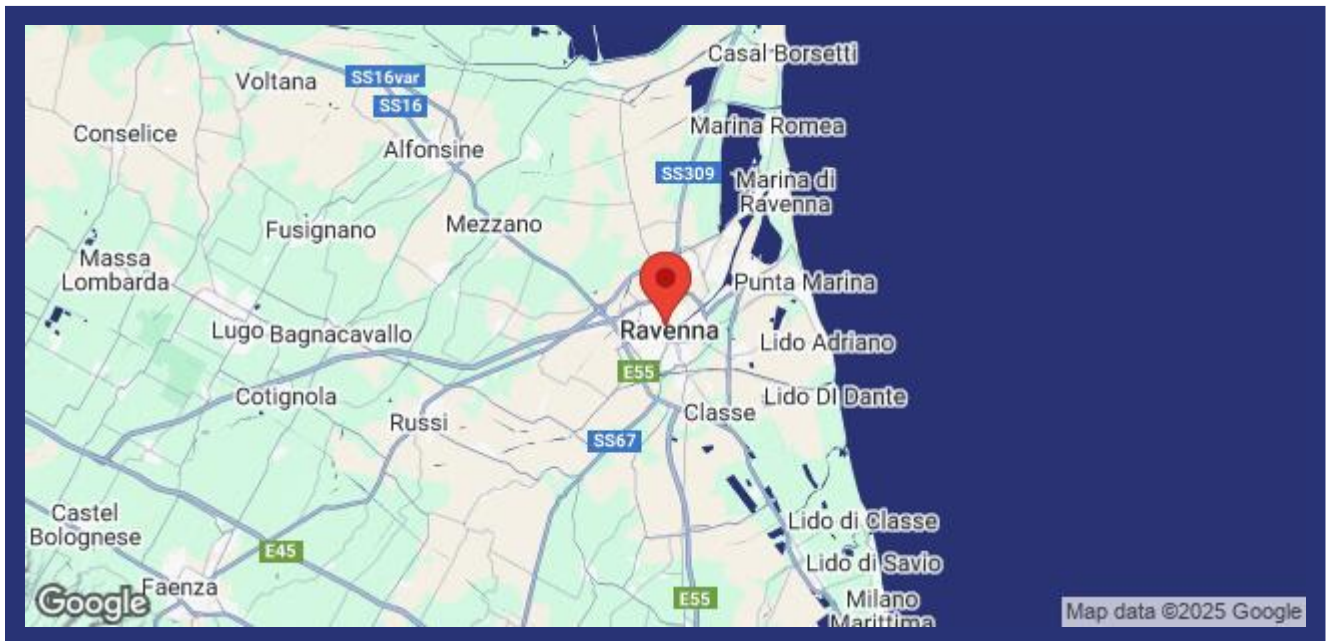 Casal Borsetti
Voltana
SS16var
SS16
Conselice
Marina Romea
Alfonsine
SS309
Marina di
Ravenna
Mezzano
Fusignano
Massa
Lombarda
Punta Marina
Lugo
Bagnacavallo
Ravenna
Lido Adriano
E55
Cotignola
Lido DI Dante
Russi
Classe
SS67
Castel
Bolognese
Lido di Classe
E45
Lido di Savio
Faenza
E55
Milano
Marittima
Google
Map data ©2025 Google